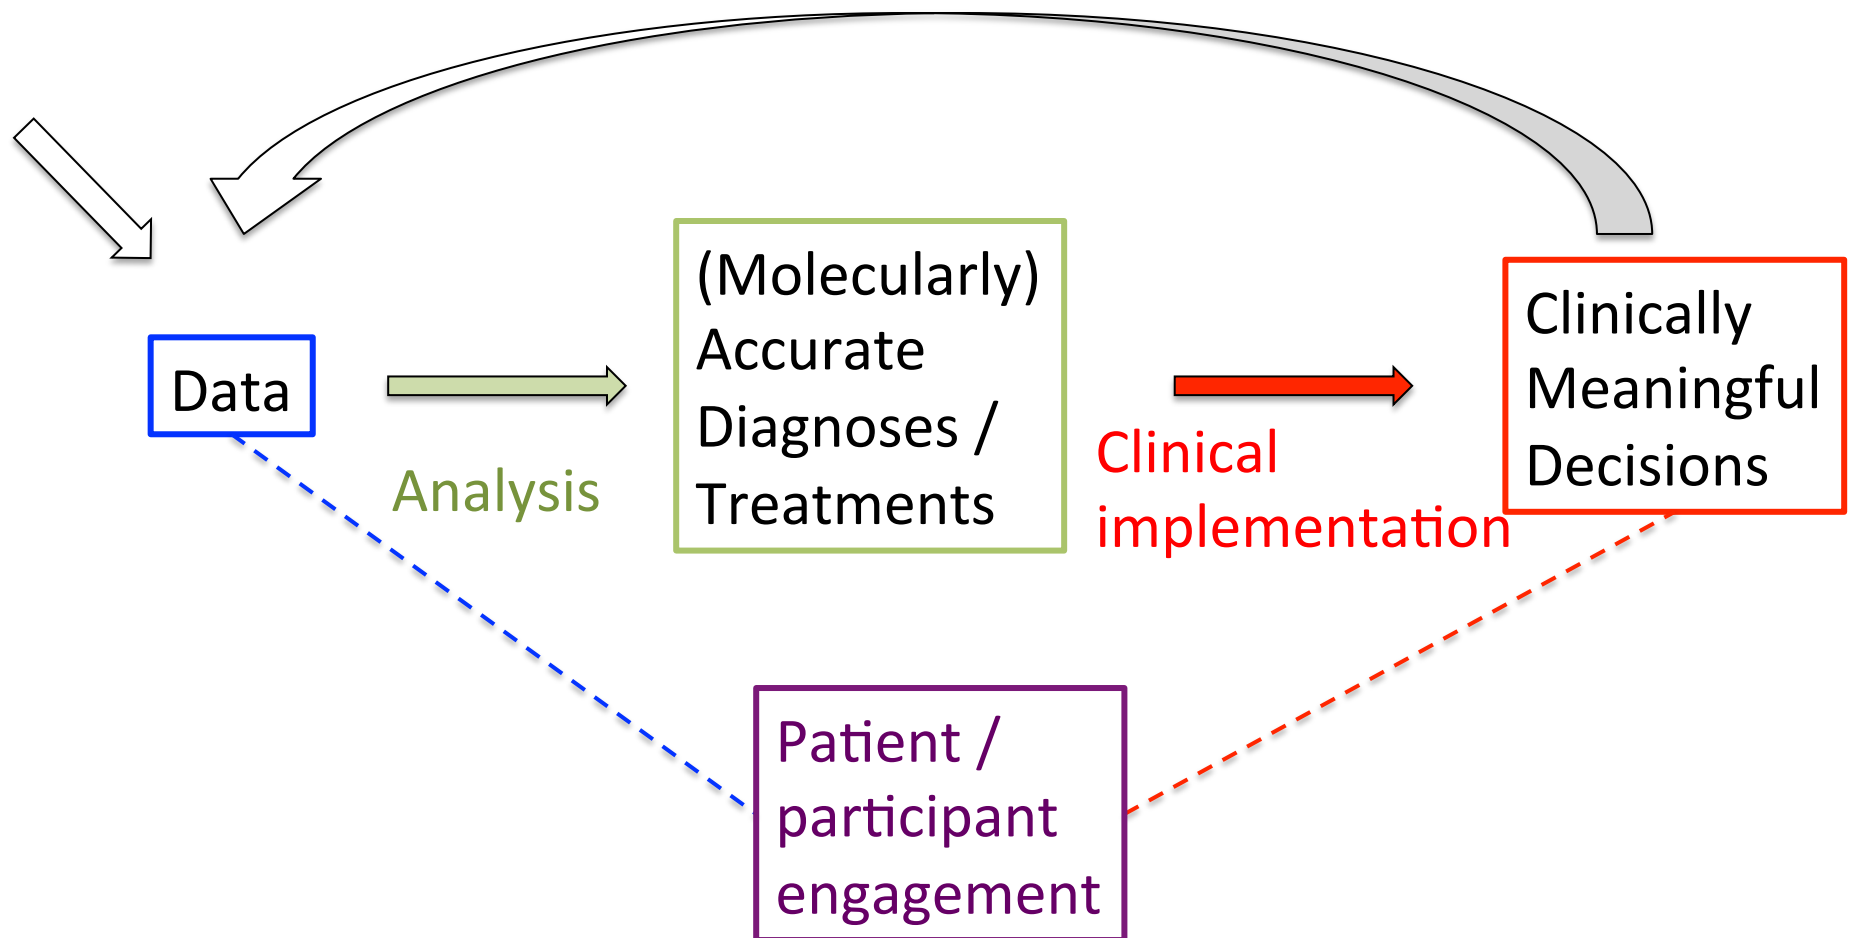 Data
Analysis
(Molecularly)
Accurate
Diagnoses /
Treatments
Clinical
implementation
Clinically
Meaningful
Decisions
Patient /
participant
engagement